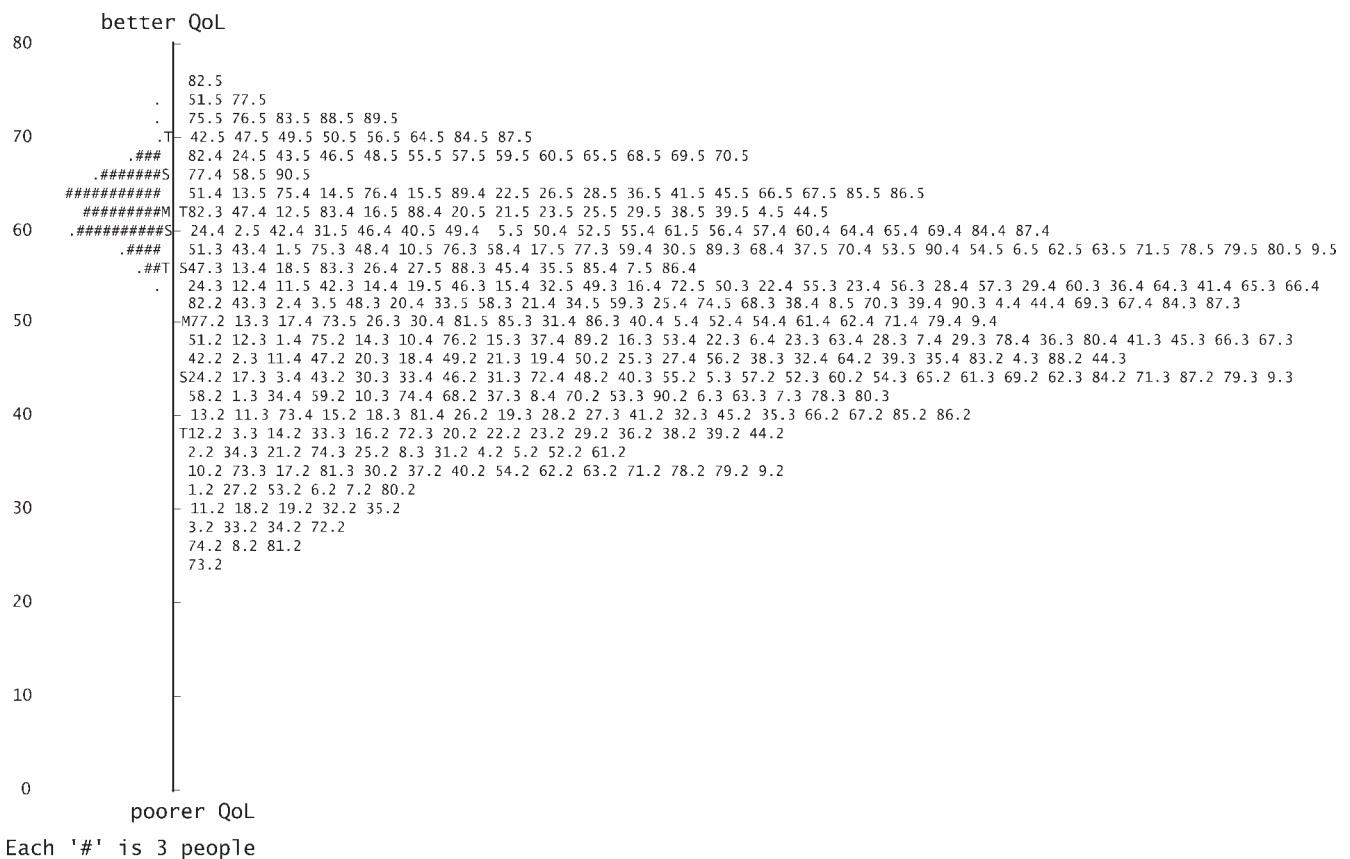 better QoL
80
82.5
. 51.5 77.5
. 75.5 76.5 83.5 88.5 89.5
70 .T 42.5 47.5 49.5 50.5 56.5 64.5 84.5 87.5
.### 82.4 24.5 43.5 46.5 48.5 55.5 57.5 59.5 60.5 65.5 68.5 69.5 70.5
.#######S 77.4 58.5 90.5
########### 51.4 13.5 75.4 14.5 76.4 15.5 89.4 22.5 26.5 28.5 36.5 41.5 45.5 66.5 67.5 85.5 86.5
#########M T82.3 47.4 12.5 83.4 16.5 88.4 20.5 21.5 23.5 25.5 29.5 38.5 39.5 4.5 44.5
60 .##########S 24.4 2.5 42.4 31.5 46.4 40.5 49.4 5.5 50.4 52.5 55.4 61.5 56.4 57.4 60.4 64.4 65.4 69.4 84.4 87.4
.#### 51.3 43.4 1.5 75.3 48.4 10.5 76.3 58.4 17.5 77.3 59.4 30.5 89.3 68.4 37.5 70.4 53.5 90.4 54.5 6.5 62.5 63.5 71.5 78.5 79.5 80.5 9.5
.##T S47.3 13.4 18.5 83.3 26.4 27.5 88.3 45.4 35.5 85.4 7.5 86.4
. 24.3 12.4 11.5 42.3 14.4 19.5 46.3 15.4 32.5 49.3 16.4 72.5 50.3 22.4 55.3 23.4 56.3 28.4 57.3 29.4 60.3 36.4 64.3 41.4 65.3 66.4
82.2 43.3 2.4 3.5 48.3 20.4 33.5 58.3 21.4 34.5 59.3 25.4 74.5 68.3 38.4 8.5 70.3 39.4 90.3 4.4 44.4 69.3 67.4 84.3 87.3
50 M77.2 13.3 17.4 73.5 26.3 30.4 81.5 85.3 31.4 86.3 40.4 5.4 52.4 54.4 61.4 62.4 71.4 79.4 9.4
51.2 12.3 1.4 75.2 14.3 10.4 76.2 15.3 37.4 89.2 16.3 53.4 22.3 6.4 23.3 63.4 28.3 7.4 29.3 78.4 36.3 80.4 41.3 45.3 66.3 67.3
42.2 2.3 11.4 47.2 20.3 18.4 49.2 21.3 19.4 50.2 25.3 27.4 56.2 38.3 32.4 64.2 39.3 35.4 83.2 4.3 88.2 44.3
S24.2 17.3 3.4 43.2 30.3 33.4 46.2 31.3 72.4 48.2 40.3 55.2 5.3 57.2 52.3 60.2 54.3 65.2 61.3 69.2 62.3 84.2 71.3 87.2 79.3 9.3
58.2 1.3 34.4 59.2 10.3 74.4 68.2 37.3 8.4 70.2 53.3 90.2 6.3 63.3 7.3 78.3 80.3
40 13.2 11.3 73.4 15.2 18.3 81.4 26.2 19.3 28.2 27.3 41.2 32.3 45.2 35.3 66.2 67.2 85.2 86.2
T12.2 3.3 14.2 33.3 16.2 72.3 20.2 22.2 23.2 29.2 36.2 38.2 39.2 44.2
2.2 34.3 21.2 74.3 25.2 8.3 31.2 4.2 5.2 52.2 61.2
10.2 73.3 17.2 81.3 30.2 37.2 40.2 54.2 62.2 63.2 71.2 78.2 79.2 9.2
1.2 27.2 53.2 6.2 7.2 80.2
30 11.2 18.2 19.2 32.2 35.2
3.2 33.2 34.2 72.2
74.2 8.2 81.2
73.2
20
10
0
poorer QoL
Each '#' is 3 people